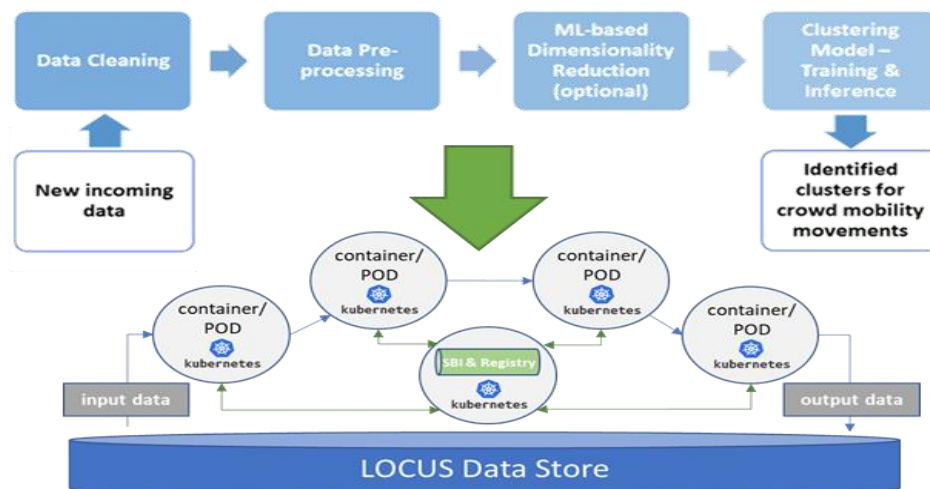 Data Cleaning
Data Pre-
processing
ML-based
Dimensionality
Reduction
(optional)
Clustering
Model –
Training &
Inference
New incoming
data
Identified
clusters for
crowd mobility
movements
container/
POD
kubernetes
container/
POD
kubernetes
container/
POD
kubernetes
container/
POD
kubernetes
SBI & Registry
kubernetes
input data
output data
LOCUS Data Store